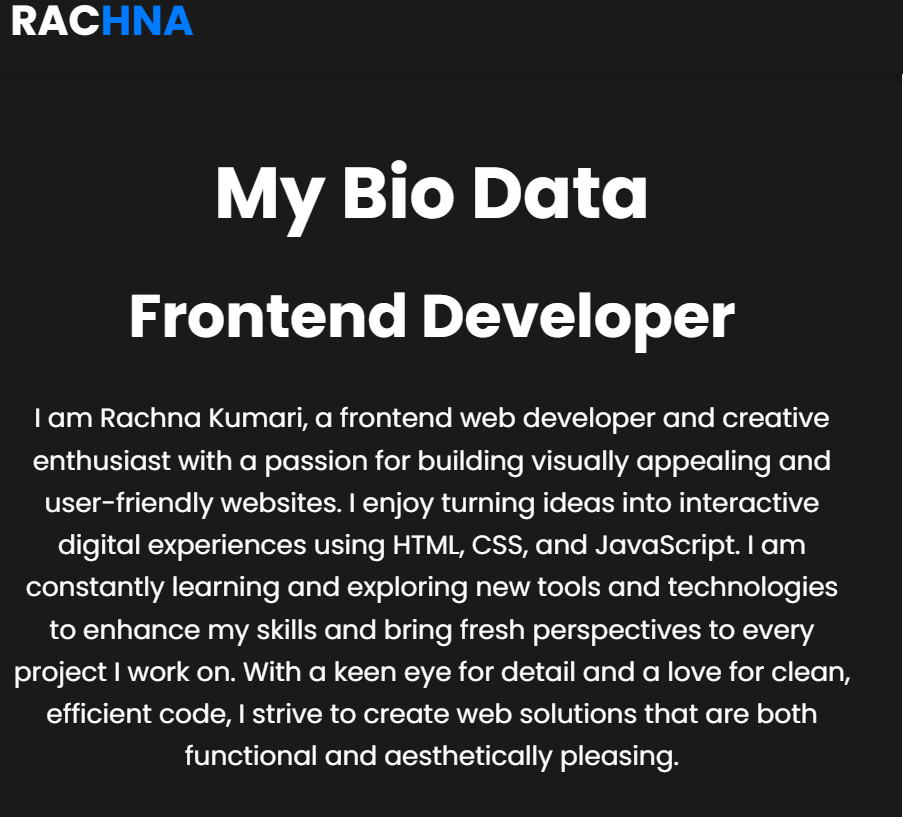 RACHNA
My Bio Data
Frontend Developer
I am Rachna Kumari, a frontend web developer and creative
enthusiast with a passion for building visually appealing and
user-friendly websites. I enjoy turning ideas into interactive
digital experiences using HTML, CSS, and JavaScript. I am
constantly learning and exploring new tools and technologies
to enhance my skills and bring fresh perspectives to every
project I work on. With a keen eye for detail and a love for clean,
efficient code, I strive to create web solutions that are both
functional and aesthetically pleasing.